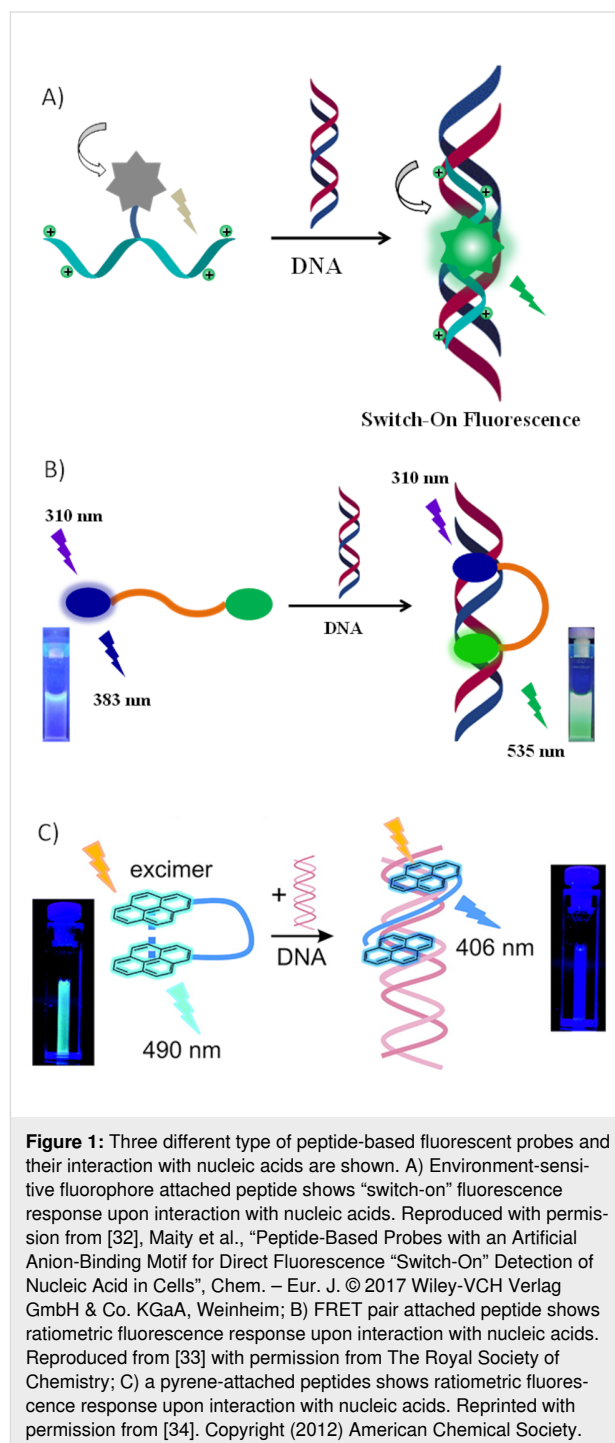 A)
DNA
Switch-On Fluorescence
B)
310 nm
383 nm
DNA
310 nm
535 nm
C)
excimer
490 nm
+
DNA
406 nm
Figure 1: Three different type of peptide-based fluorescent probes and
their interaction with nucleic acids are shown. A) Environment-sensi-
tive fluorophore attached peptide shows “switch-on” fluorescence
response upon interaction with nucleic acids. Reproduced with permis-
sion from [32], Maity et al., “Peptide-Based Probes with an Artificial
Anion-Binding Motif for Direct Fluorescence “Switch-On” Detection of
Nucleic Acid in Cells”, Chem. – Eur. J. © 2017 Wiley-VCH Verlag
GmbH & Co. KGaA, Weinheim; B) FRET pair attached peptide shows
ratiometric fluorescence response upon interaction with nucleic acids.
Reproduced from [33] with permission from The Royal Society of
Chemistry; C) a pyrene-attached peptides shows ratiometric fluores-
cence response upon interaction with nucleic acids. Reprinted with
permission from [34]. Copyright (2012) American Chemical Society.